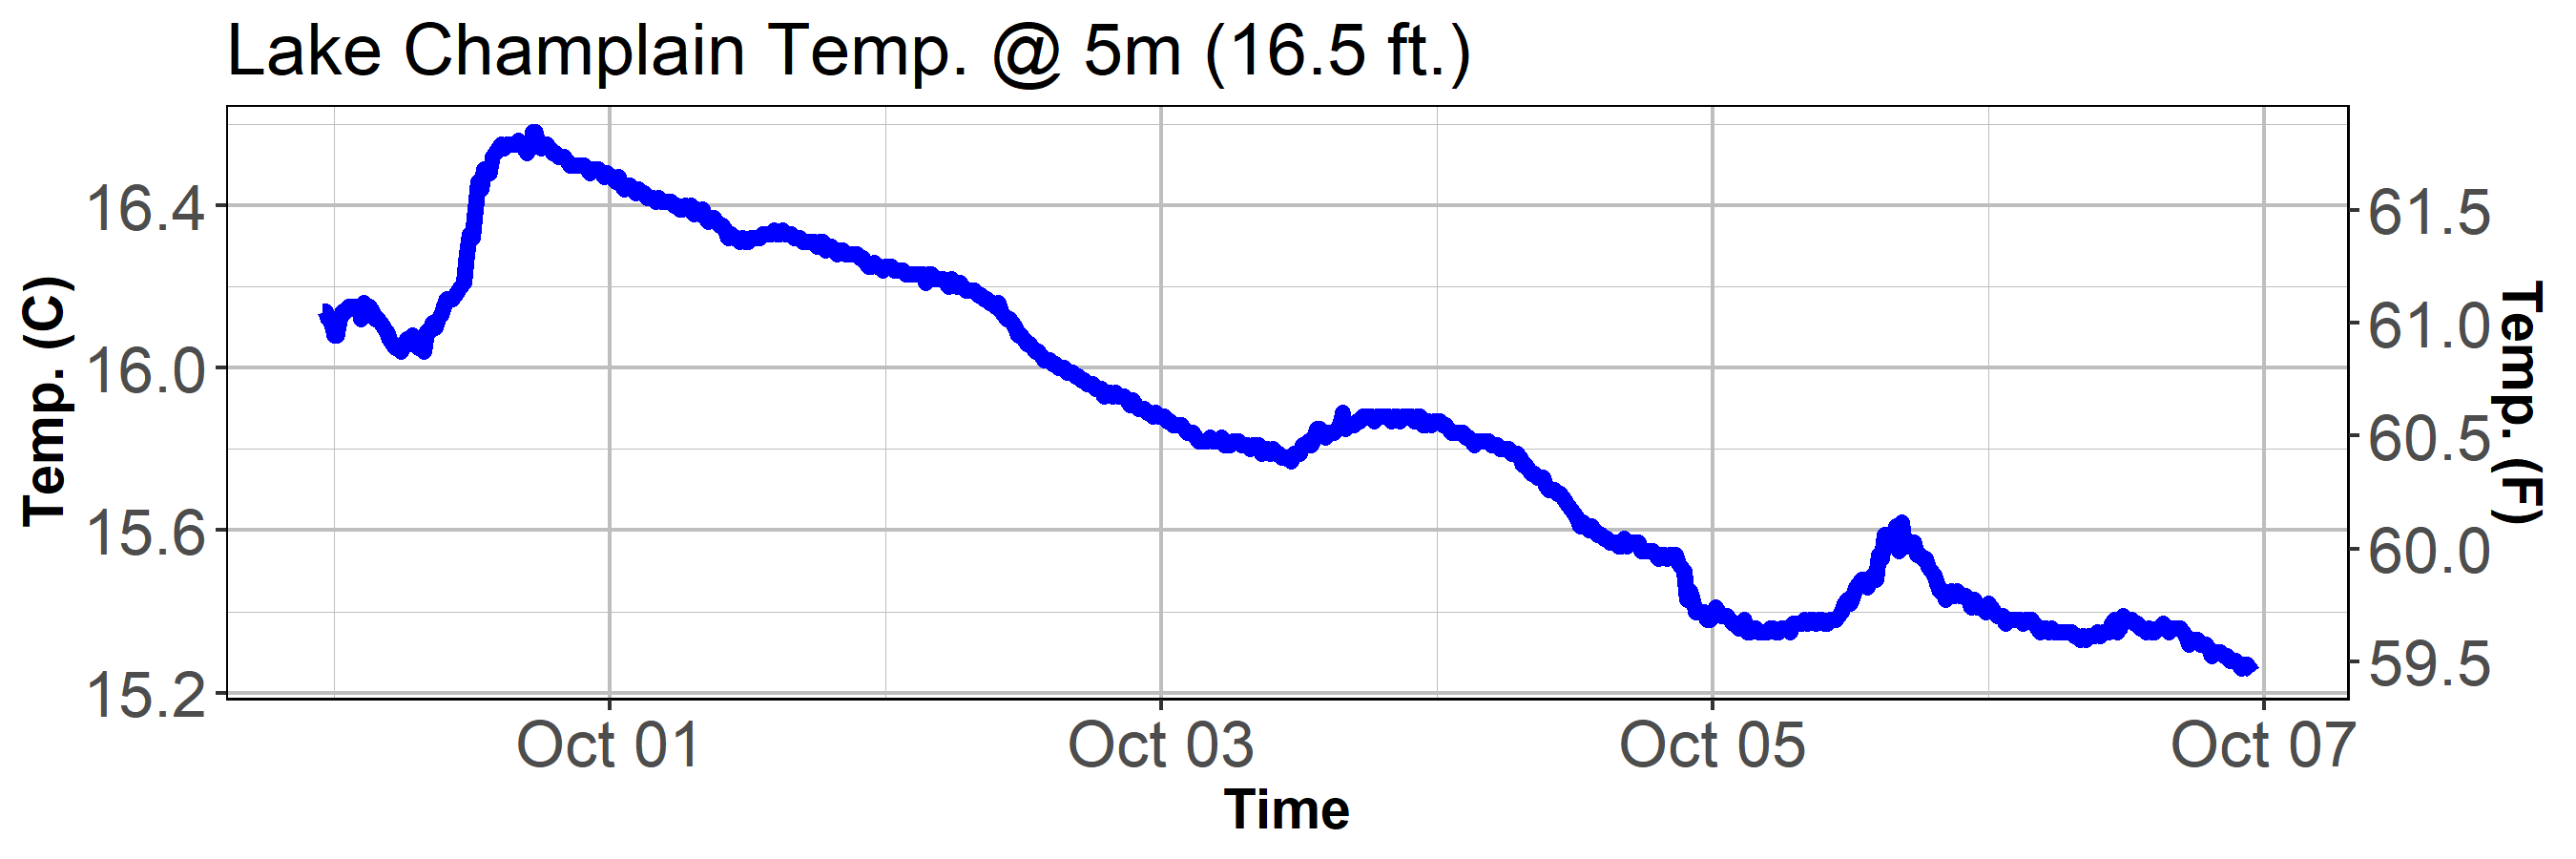 Lake Champlain Temp. @ 5m (16.5 ft.)
Temp. (C)
16.4
16.0
15.6
15.2
61.5
61.0
60.5
60.0
59.5
Temp. (F)
Oct 01 Oct 03 Oct 05 Oct 07
Time